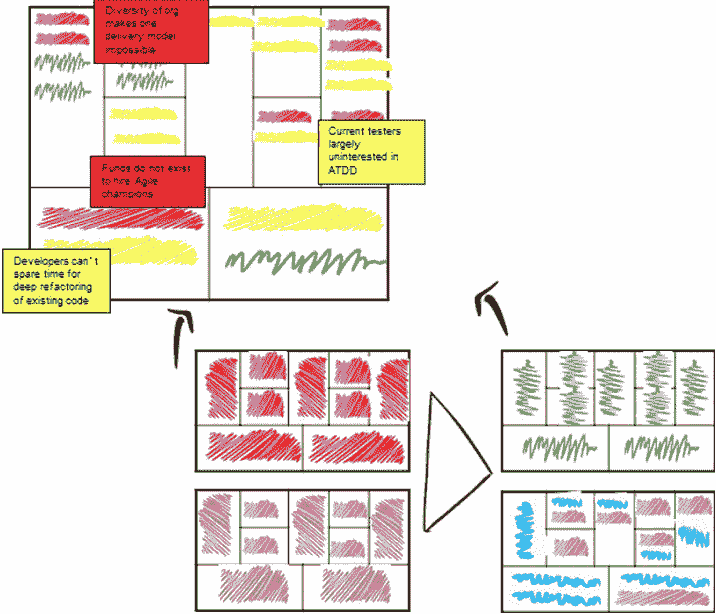 Diversity of org
makes one
delivery model
impossible
Current testers
largely
uninterested in
ATDD
Funds do not exist
to hire Agile
champions
Developers can't
spare time for
deep refactoring
of existing code